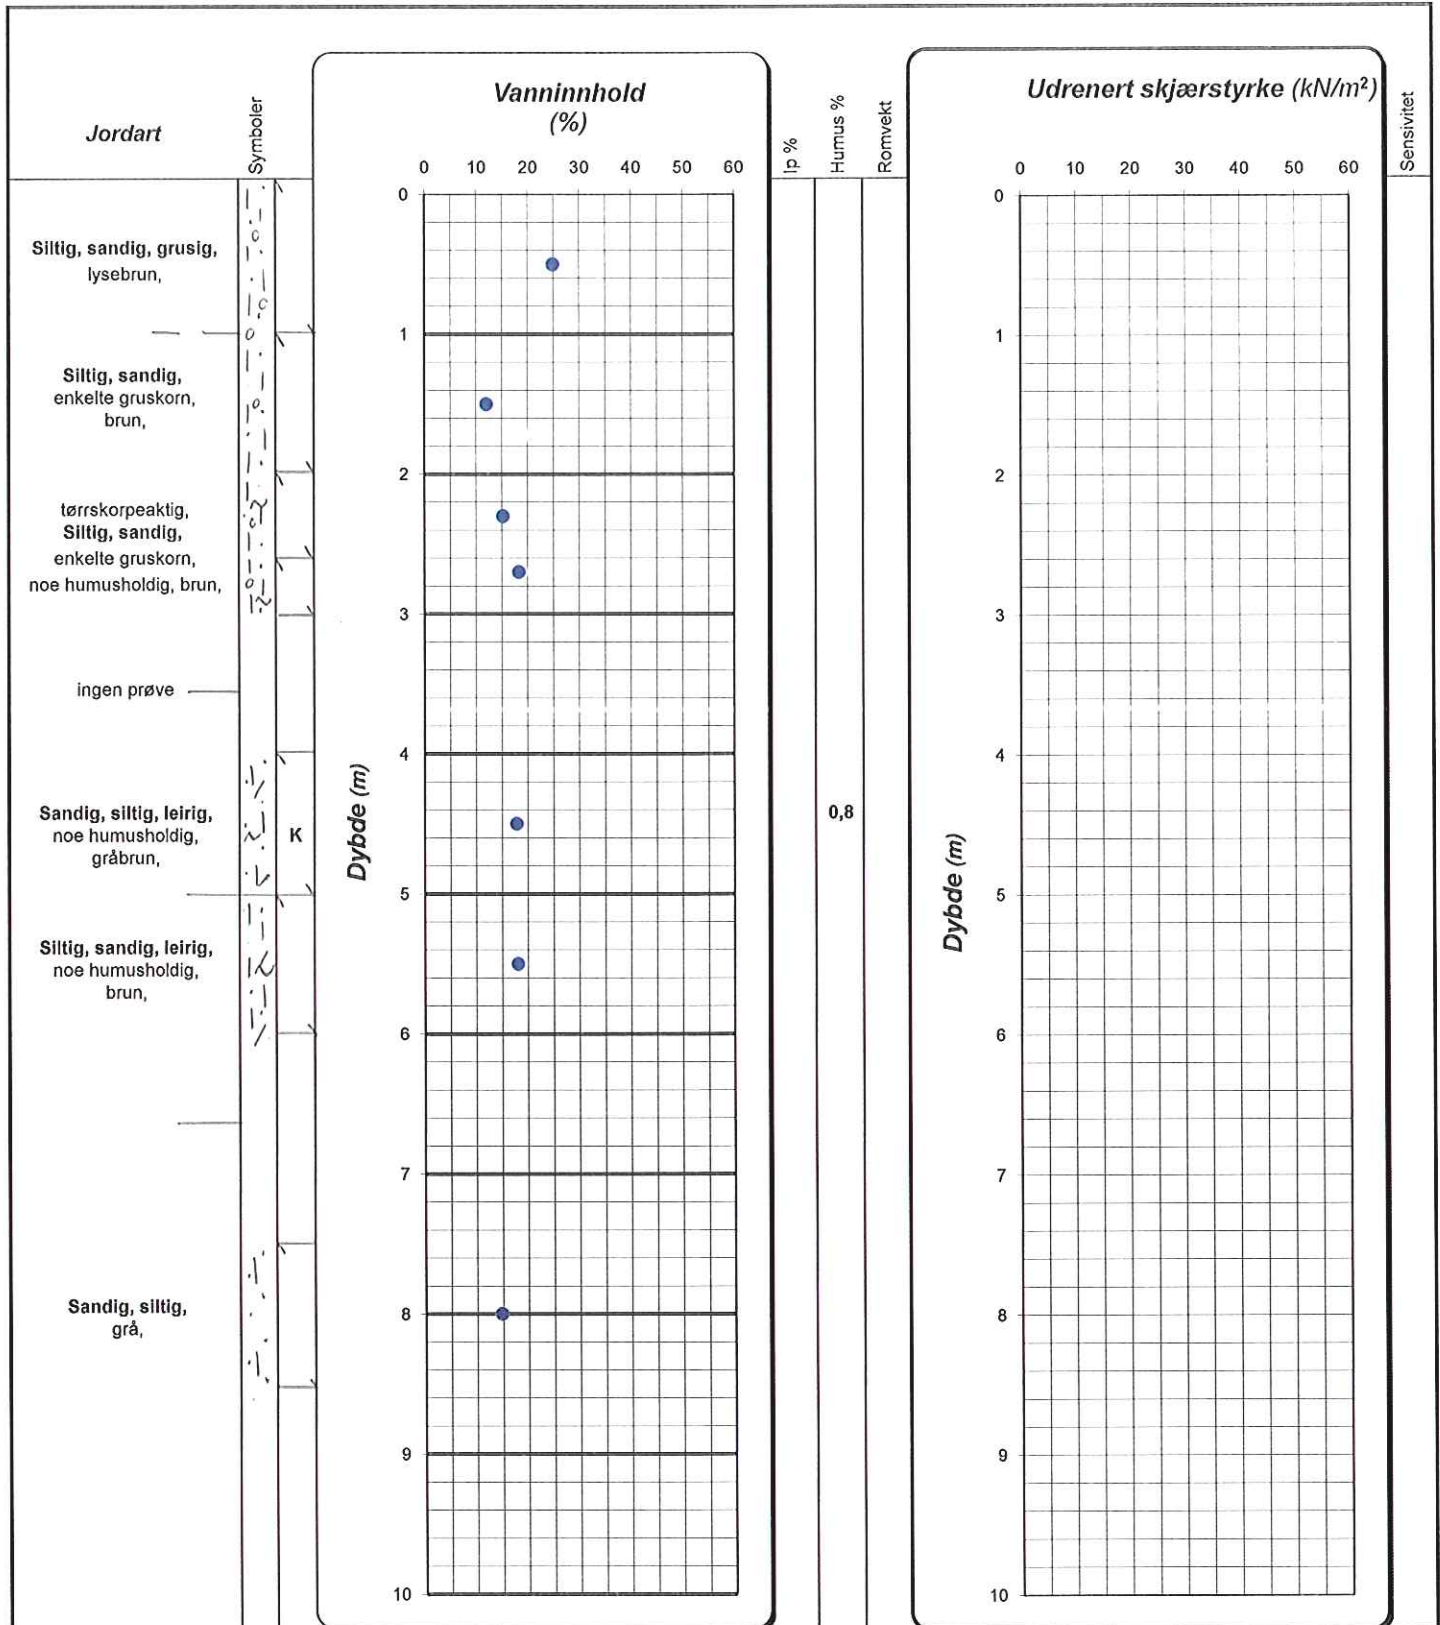 Jordart
Symboler
Vanninnhold
(%)
Ip %
Humus %
Romvekt
Udrenert skjærstyrke (kN/m²)
Sensivitet
0 10 20 30 40 50 60
0 10 20 30 40 50 60
Siltig, sandig, grusig,
lysebrun,
Siltig, sandig,
enkelte gruskorn,
brun,
tørrskorpeaktig,
Siltig, sandig,
enkelte gruskorn,
noe humusholdig, brun,
ingen prøve
Sandig, siltig, leirig,
noe humusholdig,
gråbrun,
K
Siltig, sandig, leirig,
noe humusholdig,
brun,
Sandig, siltig,
grå,
Dybde (m)
0
1
2
3
4
5
6
7
8
9
10
0,8
Dybde (m)
0
1
2
3
4
5
6
7
8
9
10